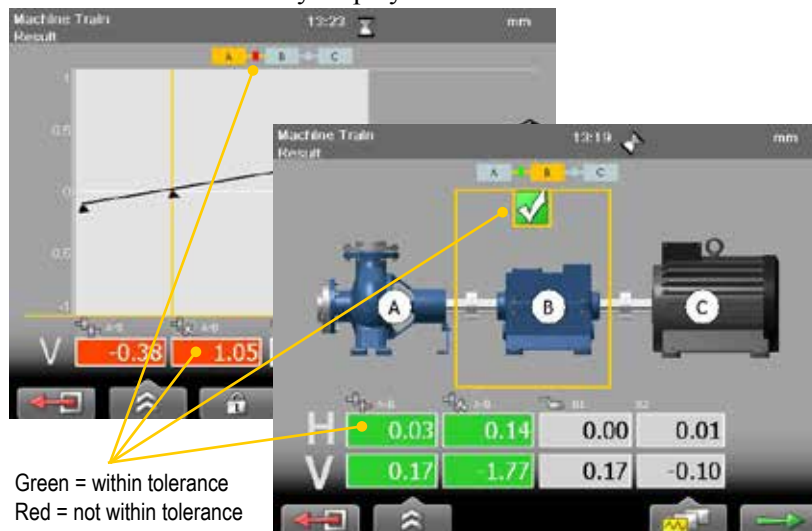 Machine Train 13:23 mm
Result
A B C
1
0.5
0
0.5
-1
A-B A-B
V -0.38 1.05
Machine Train 13:19 mm
Result
A B C
A B C
A-B A-B B1 B2
H 0.03 0.14 0.00 0.01
V 0.17 -1.77 0.17 -0.10
Green = within tolerance
Red = not within tolerance